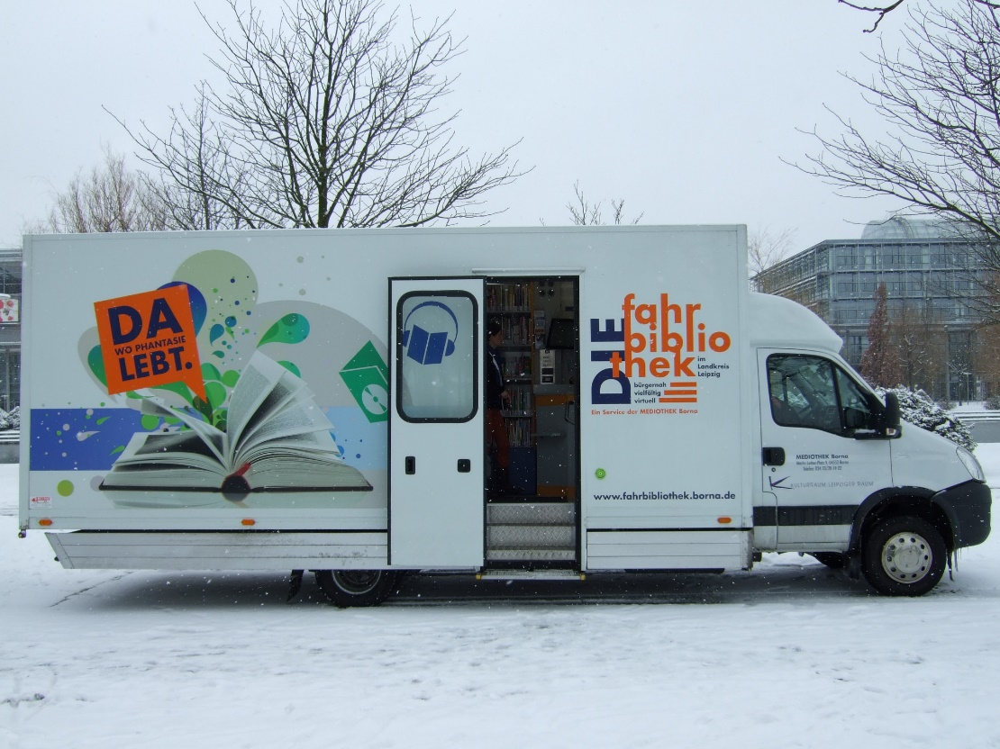 DA
WO PHANTASIE
LEBT.
DIE
fahr
biblio
thek
im
Landkreis
Leipzig
bürgernah
vielfältig
virtuell
Ein Service der MEDIOTHEK Borna
www.fahrbibliothek.borna.de
MEDIOTHEK Borna
KULTURRAUM LEIPZIGER RAUM